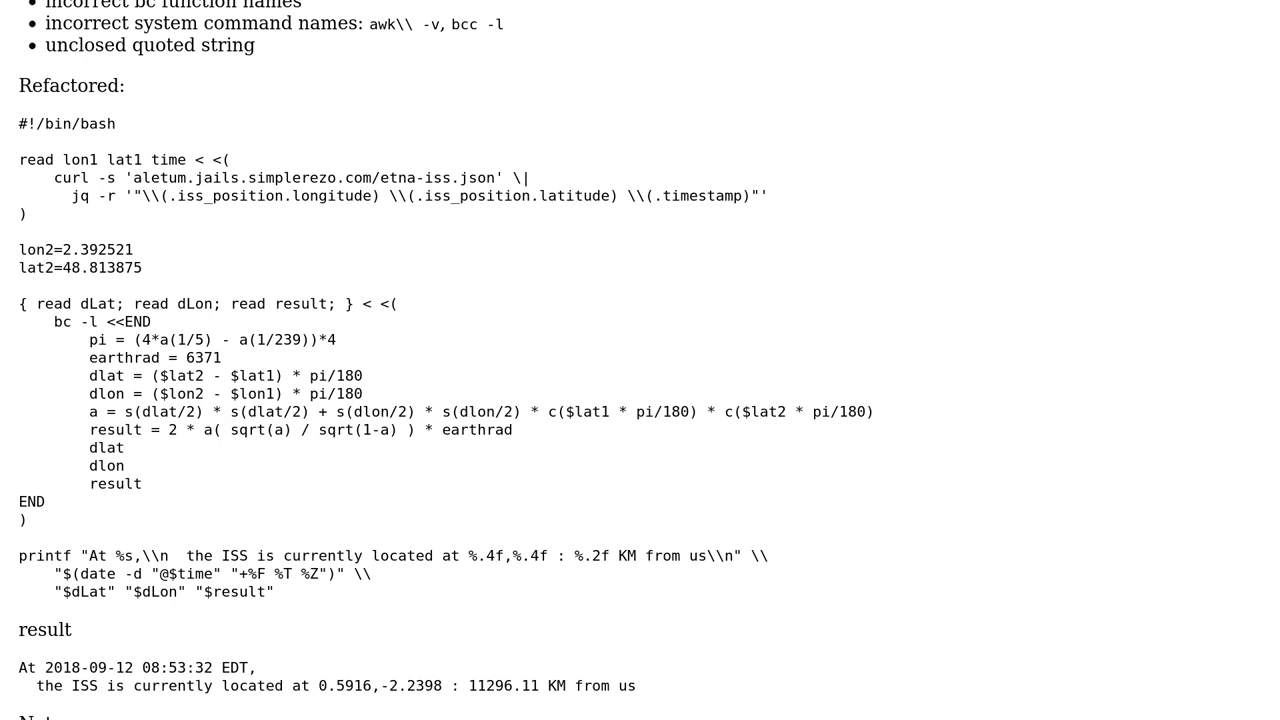 incorrect bc function names
incorrect system command names: awk\\ -v, bcc -l
unclosed quoted string
Refactored:
#!/bin/bash
read lon1 lat1 time < <(
    curl -s 'aletum.jails.simplerezo.com/etna-iss.json' \|
      jq -r '"\\(.iss_position.longitude) \\(.iss_position.latitude) \\(.timestamp)"'
)
lon2=2.392521
lat2=48.813875
{ read dLat; read dLon; read result; } < <(
    bc -l <<END
        pi = (4*a(1/5) - a(1/239))*4
        earthrad = 6371
        dlat = ($lat2 - $lat1) * pi/180
        dlon = ($lon2 - $lon1) * pi/180
        a = s(dlat/2) * s(dlat/2) + s(dlon/2) * s(dlon/2) * c($lat1 * pi/180) * c($lat2 * pi/180)
        result = 2 * a( sqrt(a) / sqrt(1-a) ) * earthrad
        dlat
        dlon
        result
END
)
printf "At %s,\\n  the ISS is currently located at %.4f,%.4f : %.2f KM from us\\n" \\
    "$(date -d "@$time" "+%F %T %Z")" \\
    "$dLat" "$dLon" "$result"
result
At 2018-09-12 08:53:32 EDT,
  the ISS is currently located at 0.5916,-2.2398 : 11296.11 KM from us